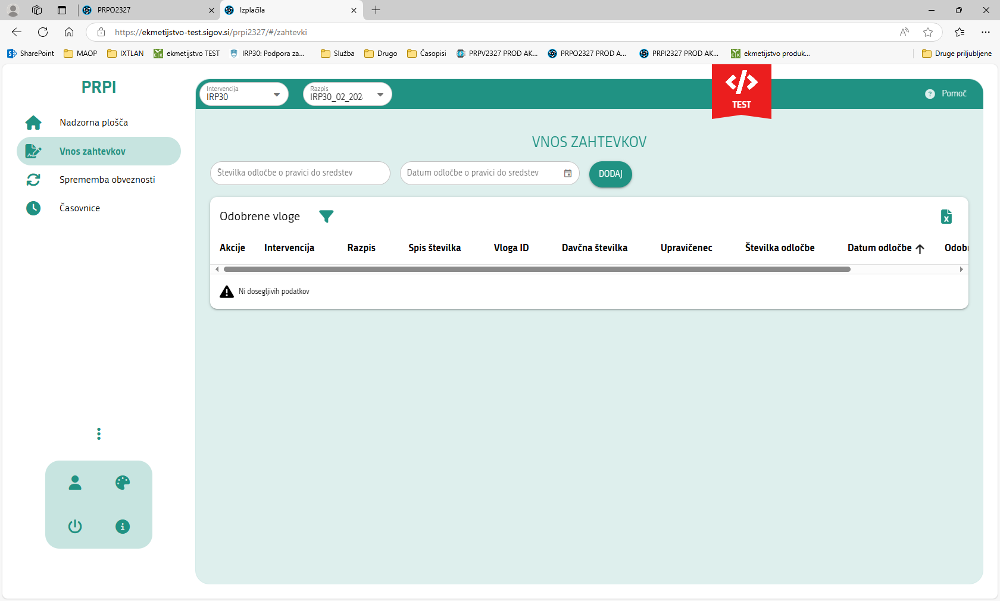 PRPO2327
Izplačila
https://ekmetijstvo-test.sigov.si/prpi2327/#/zahtevki
SharePoint
MAOP
IXTLAN
ekmetijstvo TEST
IRP30: Podpora za...
Služba
Drugo
Časopisi
PRPV2327 PROD AK...
PRPO2327 PROD A...
PRPI2327 PROD AK...
ekmetijstvo produk...
Druge priljubljene
PRPI
Nadzorna plošča
Vnos zahtevkov
Sprememba obveznosti
Časovnice
Intervencija
IRP30
Razpis
IRP30_02_202
</>
TEST
Pomoč
VNOS ZAHTEVKOV
Številka odločbe o pravici do sredstev
Datum odločbe o pravici do sredstev
DODAJ
Odobrene vloge
Akcije
Intervencija
Razpis
Spis številka
Vloga ID
Davčna številka
Upravičenec
Številka odločbe
Datum odločbe
Odob
Ni dosegljivih podatkov